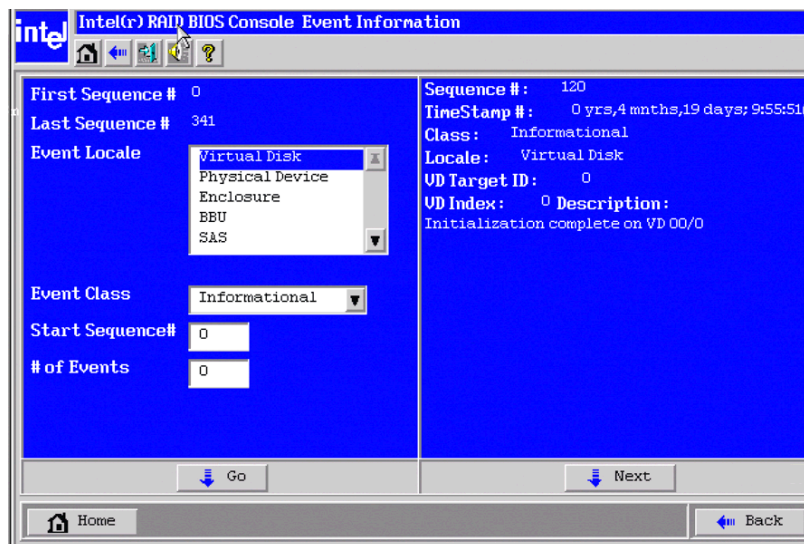 intel
Intel(r) RAID BIOS Console Event Information
First Sequence # 0
Last Sequence # 341
Event Locale
Virtual Disk
Physical Device
Enclosure
BBU
SAS
Event Class Informational
Start Sequence# 0
# of Events 0
Go
Sequence #: 120
TimeStamp #: 0 yrs,4 mnths,19 days; 9:55:51
Class: Informational
Locale: Virtual Disk
VD Target ID: 0
VD Index: 0 Description:
Initialization complete on VD 00/0
Next
Home
Back